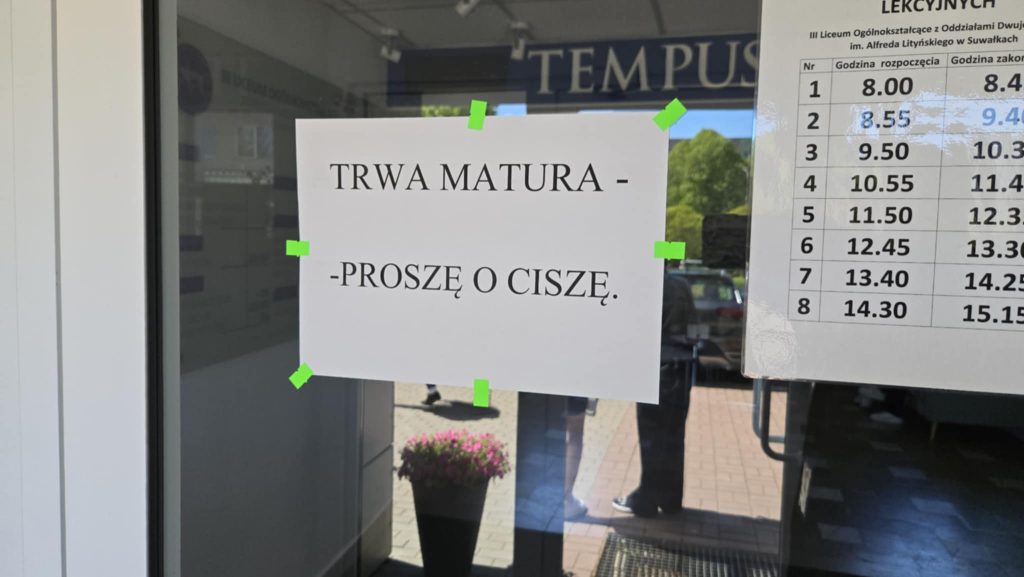 TEMPUS
TRWA MATURA -
-PROSZĘ O CISZĘ.
LEKCYJNYCH
III Liceum Ogólnokształcące z Oddziałami
im. Alfreda Lityńskiego w Suwałkach
Nr Godzina rozpoczęcia Godzina
1 8.00
2 8.55
3 9.50
4 10.55
5 11.50
6 12.45 13.30
7 13.40 14.25
8 14.30 15.15